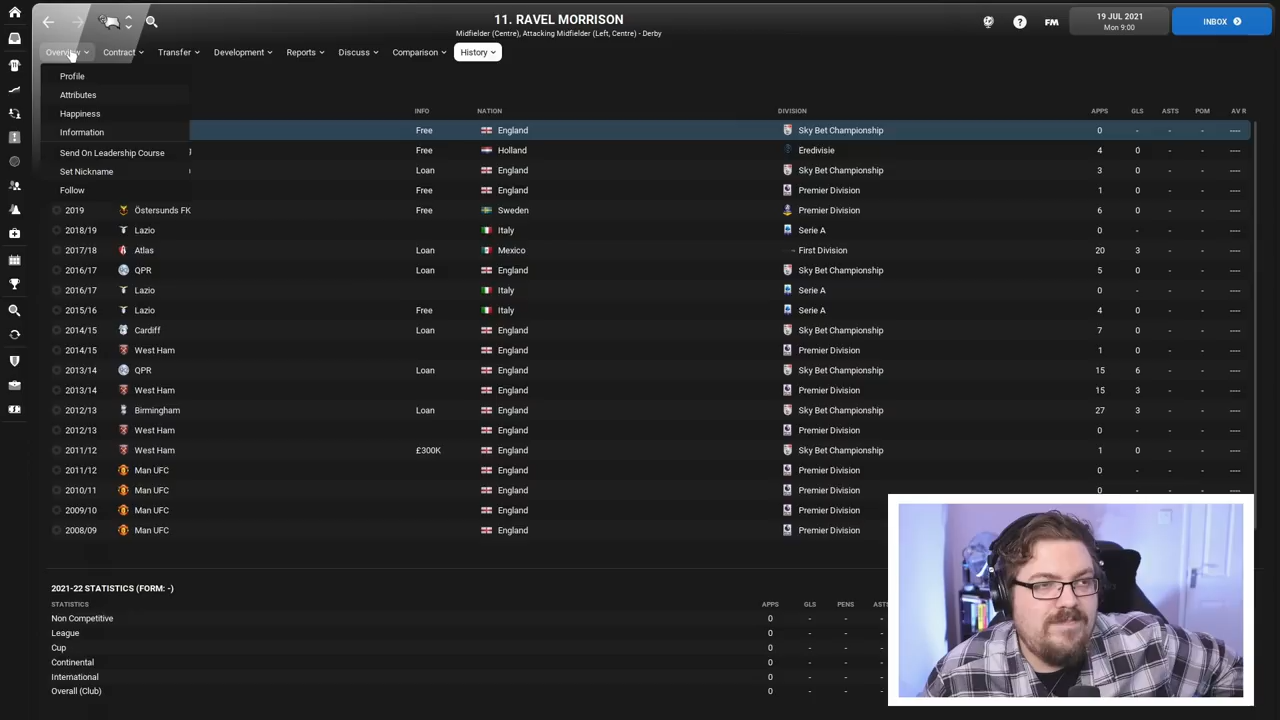 11. RAVEL MORRISON
Midfielder (Centre), Attacking Midfielder (Left, Centre) - Derby
FM
19 JUL 2021
Mon 9:00
INBOX
Overview Contract Transfer Development Reports Discuss Comparison History
Profile
Attributes
Happiness
Information
Send On Leadership Course
Set Nickname
Follow
INFO NATION DIVISION APPS GLS ASTS POM AV R
Free England Sky Bet Championship 0 - - - ----
Free Holland Eredivisie 4 0 - - ----
Loan England Sky Bet Championship 3 0 - - ----
Free England Premier Division 1 0 - - ----
2019 Östersunds FK Free Sweden Premier Division 6 0 - - ----
2018/19 Lazio Italy Serie A 0 - - - ----
2017/18 Atlas Loan Mexico First Division 20 3 - - ----
2016/17 QPR Loan England Sky Bet Championship 5 0 - - ----
2016/17 Lazio Italy Serie A 0 - - - ----
2015/16 Lazio Free Italy Serie A 4 0 - - ----
2014/15 Cardiff Loan England Sky Bet Championship 7 0 - - ----
2014/15 West Ham England Premier Division 1 0 - - ----
2013/14 QPR Loan England Sky Bet Championship 15 6 - - ----
2013/14 West Ham England Premier Division 15 3 - - ----
2012/13 Birmingham Loan England Sky Bet Championship 27 3 - - ----
2012/13 West Ham England Premier Division 0 - - - ----
2011/12 West Ham £300K England Sky Bet Championship 1 0 - - ----
2011/12 Man UFC England Premier Division 0 - - - ----
2010/11 Man UFC England Premier Division 0 - - - ----
2009/10 Man UFC England Premier Division
2008/09 Man UFC England Premier Division
2021-22 STATISTICS (FORM: -)
STATISTICS APPS GLS PENS ASTS
Non Competitive 0 - - -
League 0 - - -
Cup 0 - - -
Continental 0 - - -
International 0 - - -
Overall (Club) 0 - - -